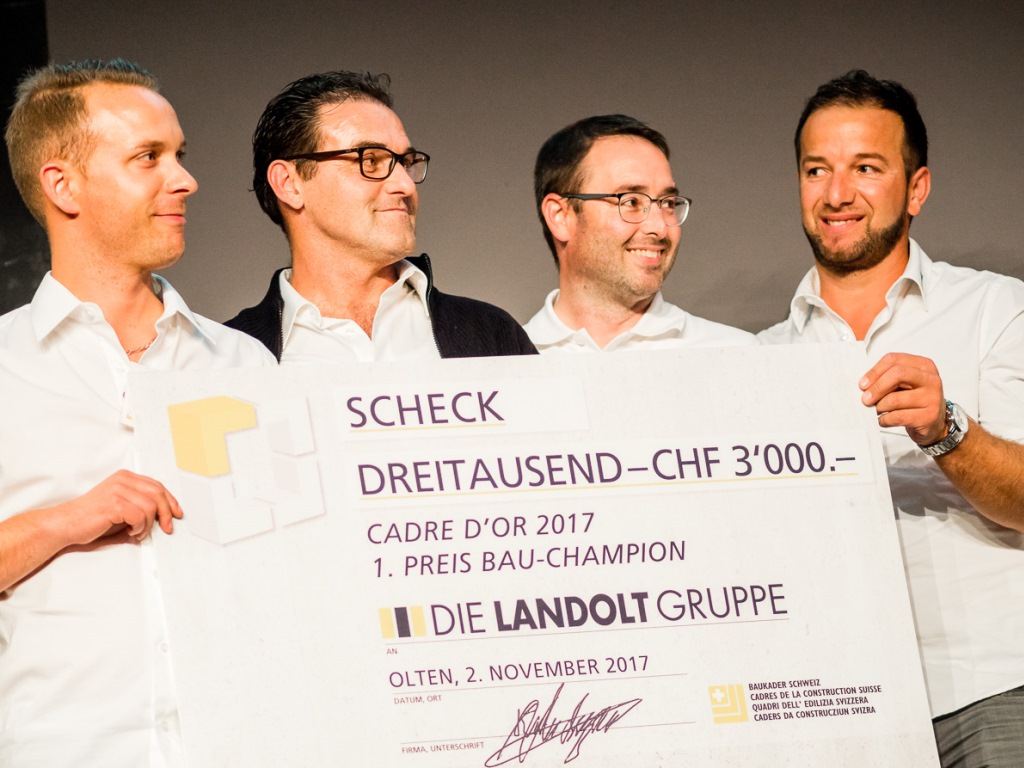 SCHECK
DREITAUSEND–CHF 3'000.–
CADRE D'OR 2017
1. PREIS BAU-CHAMPION
DIE LANDOLT GRUPPE
AN
OLTEN, 2. NOVEMBER 2017
DATUM, ORT
FIRMA, UNTERSCHRIFT
BAUKADER SCHWEIZ
CADRES DE LA CONSTRUCTION SUISSE
QUADRI DELL' EDILIZIA SVIZZERA
CADERS DA CONSTRUCZIUN SVIZRA